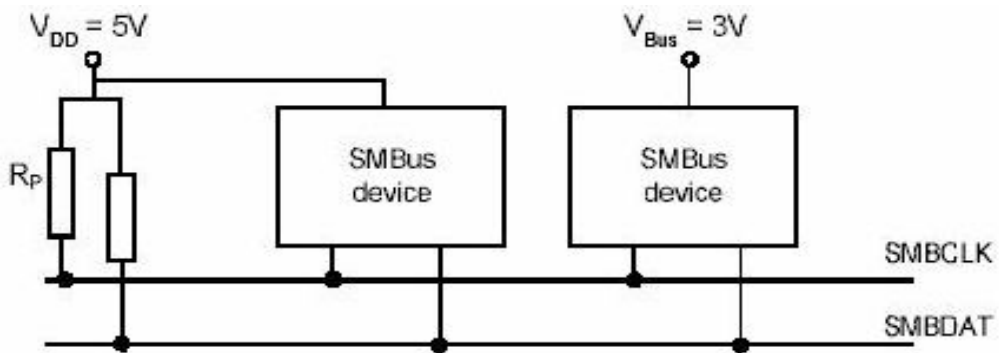 V_DD = 5V
V_Bus = 3V
R_P
SMBus
device
SMBus
device
SMBCLK
SMBDAT